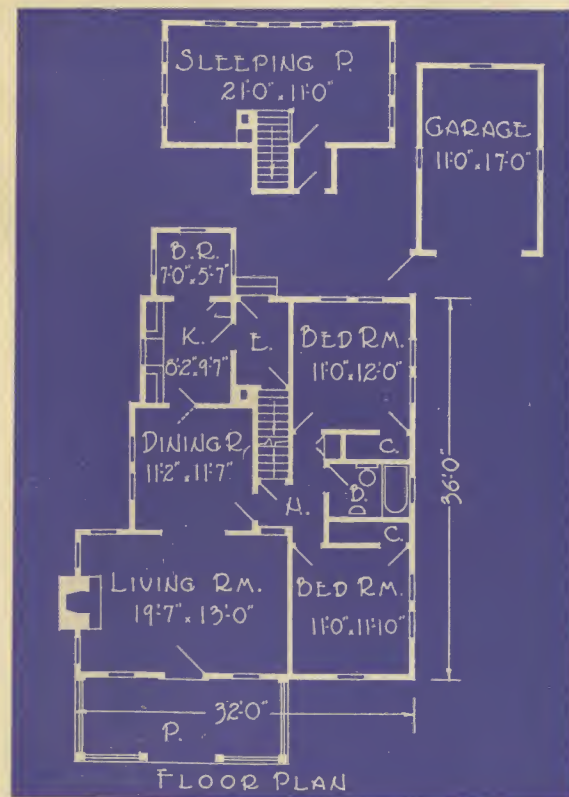 SLEEPING P.
21'-0" x 11'-0"
GARAGE
11'-0" x 17'-0"
B.R.
7'-0" x 5'-7"
K.
8'-2" x 9'-7"
E.
BED RM.
11'-0" x 12'-0"
DINING R.
11'-2" x 11'-7"
C.
B.
H.
C.
36'-0"
LIVING RM.
19'-7" x 13'-0"
BED RM.
11'-0" x 11'-10"
32'-0"
P.
FLOOR PLAN